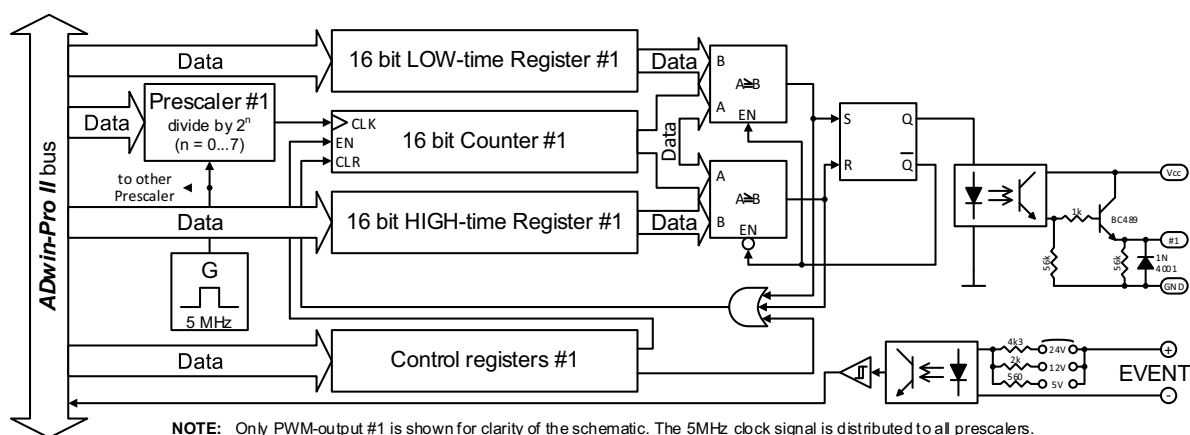 ADwin-Pro II bus
Data
16 bit LOW-time Register #1
Data
B
A≥B
A
EN
Data
Prescaler #1
divide by 2ⁿ
(n = 0...7)
CLK
EN
CLR
16 bit Counter #1
Data
S
Q
R
Q
to other
Prescaler
Data
16 bit HIGH-time Register #1
Data
A
A≥B
B
EN
G
5 MHz
Vcc
1k
BC489
#1
56k
56k
1N
4001
GND
Data
Control registers #1
4k3
24V
2k
12V
560
5V
+
EVENT
-
NOTE: Only PWM-output #1 is shown for clarity of the schematic. The 5MHz clock signal is distributed to all prescalers.